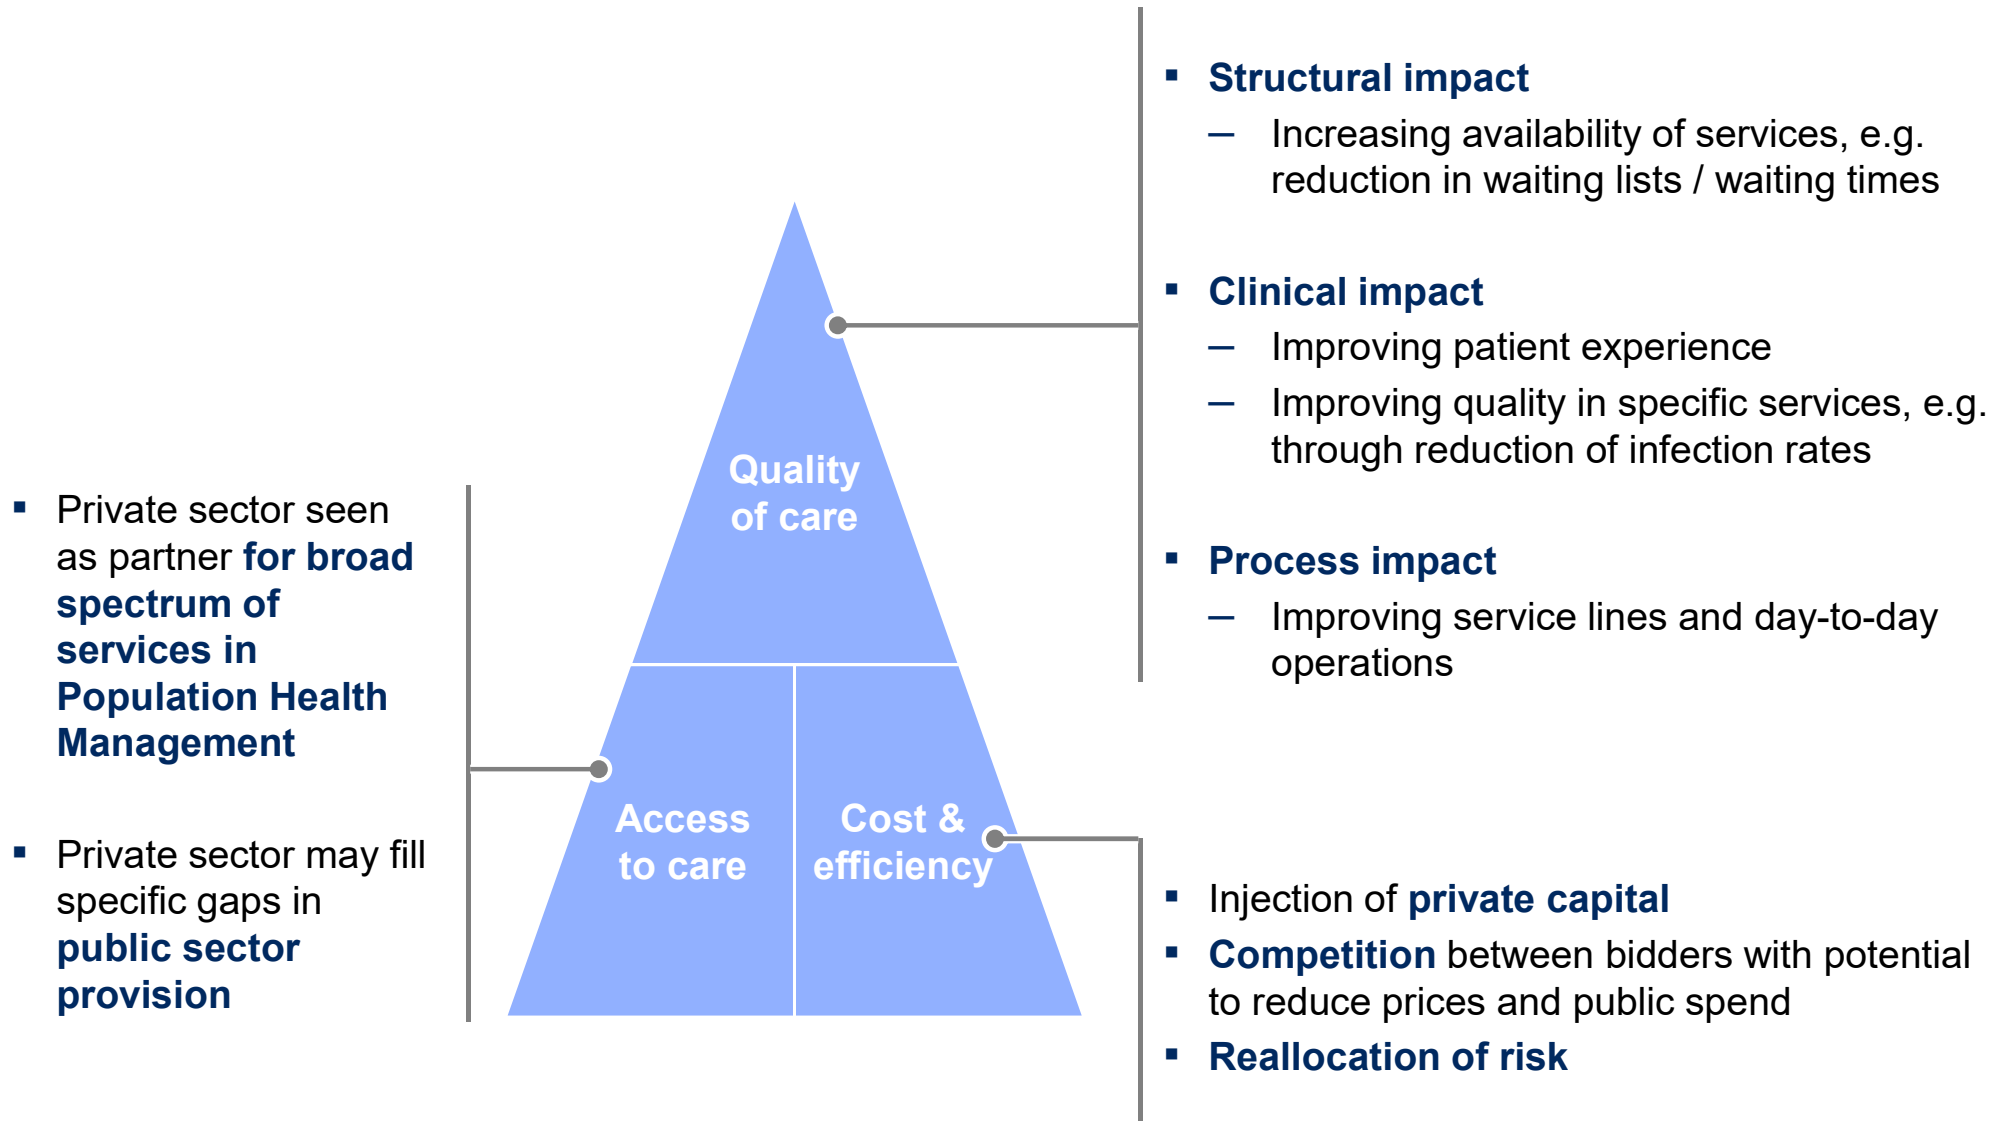 ▪ Structural impact
– Increasing availability of services, e.g.
reduction in waiting lists / waiting times
▪ Clinical impact
– Improving patient experience
– Improving quality in specific services, e.g.
through reduction of infection rates
▪ Process impact
– Improving service lines and day-to-day
operations
Quality
of care
▪ Private sector seen
as partner for broad
spectrum of
services in
Population Health
Management
▪ Private sector may fill
specific gaps in
public sector
provision
Access
to care
Cost &
efficiency
▪ Injection of private capital
▪ Competition between bidders with potential
to reduce prices and public spend
▪ Reallocation of risk